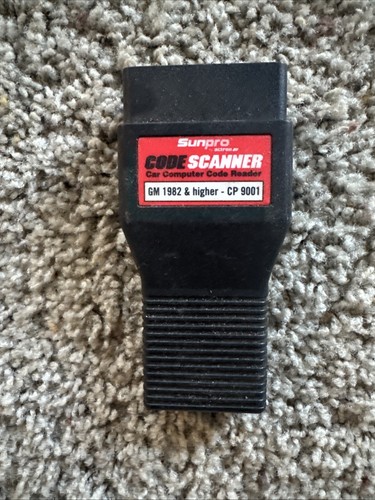 Sunpro
CODE SCANNER
Car Computer Code Reader
GM 1982 & higher - CP 9001